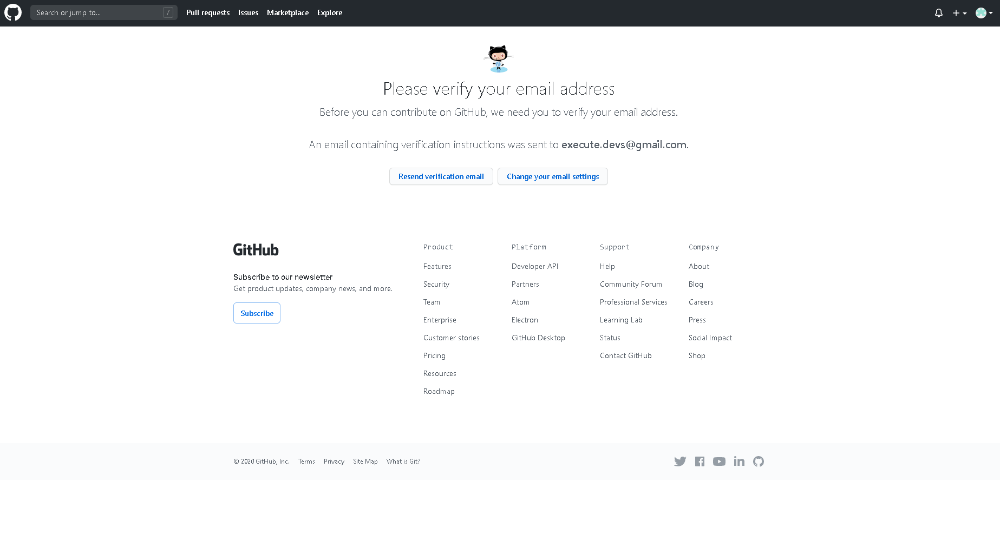 Search or jump to... /
Pull requests Issues Marketplace Explore
Please verify your email address
Before you can contribute on GitHub, we need you to verify your email address.
An email containing verification instructions was sent to execute.devs@gmail.com.
Resend verification email
Change your email settings
GitHub
Subscribe to our newsletter
Get product updates, company news, and more.
Subscribe
Product
Features
Security
Team
Enterprise
Customer stories
Pricing
Resources
Roadmap
Platform
Developer API
Partners
Atom
Electron
GitHub Desktop
Support
Help
Community Forum
Professional Services
Learning Lab
Status
Contact GitHub
Company
About
Blog
Careers
Press
Social Impact
Shop
© 2020 GitHub, Inc. Terms Privacy Site Map What is Git?